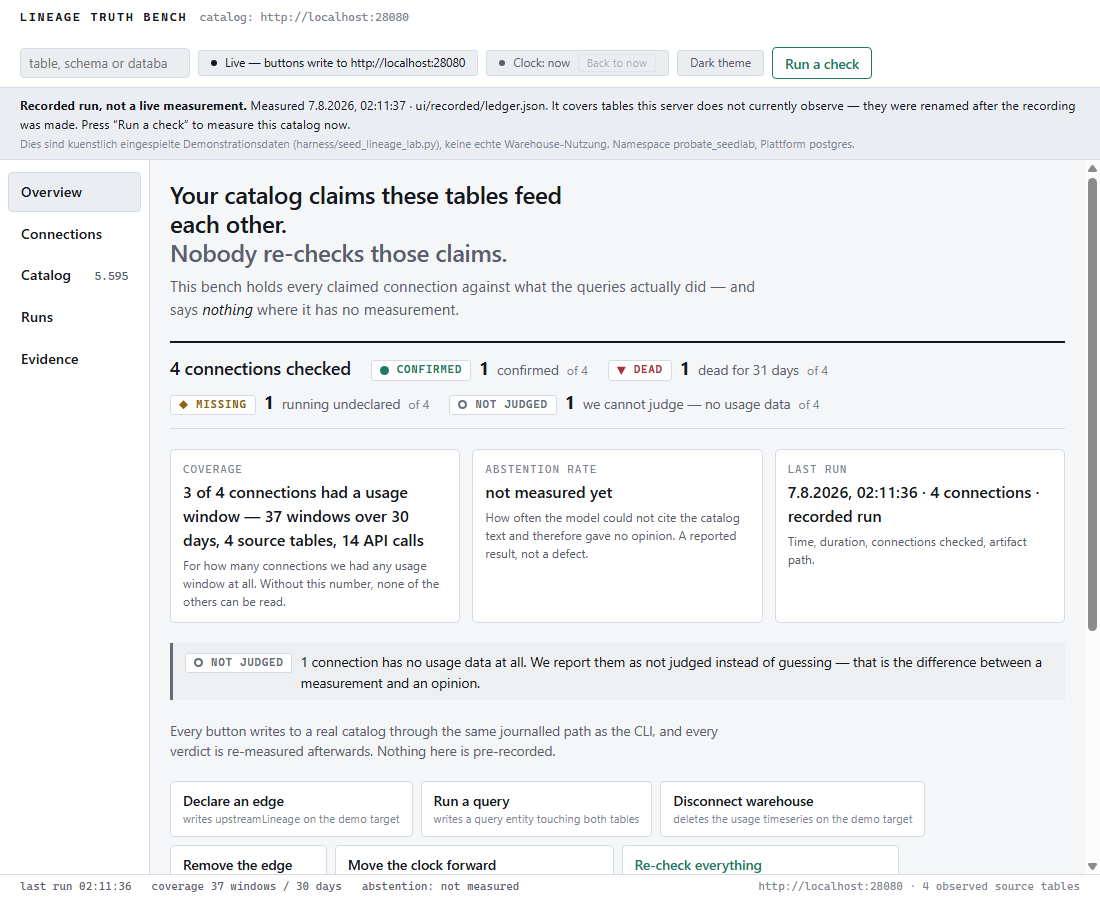 LINEAGE TRUTH BENCH catalog: http://localhost:28080
table, schema or databa
Live — buttons write to http://localhost:28080
Clock: now
Back to now
Dark theme
Run a check
Recorded run, not a live measurement. Measured 7.8.2026, 02:11:37 · ui/recorded/ledger.json. It covers tables this server does not currently observe — they were renamed after the recording
was made. Press “Run a check” to measure this catalog now.
Dies sind kuenstlich eingespielte Demonstrationsdaten (harness/seed_lineage_lab.py), keine echte Warehouse-Nutzung. Namespace probate_seedlab, Plattform postgres.
Overview
Connections
Catalog 5.595
Runs
Evidence
Your catalog claims these tables feed
each other.
Nobody re-checks those claims.
This bench holds every claimed connection against what the queries actually did — and
says nothing where it has no measurement.
4 connections checked CONFIRMED 1 confirmed of 4 DEAD 1 dead for 31 days of 4
MISSING 1 running undeclared of 4 NOT JUDGED 1 we cannot judge — no usage data of 4
COVERAGE
3 of 4 connections had a usage
window — 37 windows over 30
days, 4 source tables, 14 API calls
For how many connections we had any usage
window at all. Without this number, none of the
others can be read.
ABSTENTION RATE
not measured yet
How often the model could not cite the catalog
text and therefore gave no opinion. A reported
result, not a defect.
LAST RUN
7.8.2026, 02:11:36 · 4 connections ·
recorded run
Time, duration, connections checked, artifact
path.
NOT JUDGED 1 connection has no usage data at all. We report them as not judged instead of guessing — that is the difference between a
measurement and an opinion.
Every button writes to a real catalog through the same journalled path as the CLI, and every
verdict is re-measured afterwards. Nothing here is pre-recorded.
Declare an edge
writes upstreamLineage on the demo target
Run a query
writes a query entity touching both tables
Disconnect warehouse
deletes the usage timeseries on the demo target
Remove the edge
Move the clock forward
Re-check everything
last run 02:11:36 coverage 37 windows / 30 days abstention: not measured http://localhost:28080 · 4 observed source tables